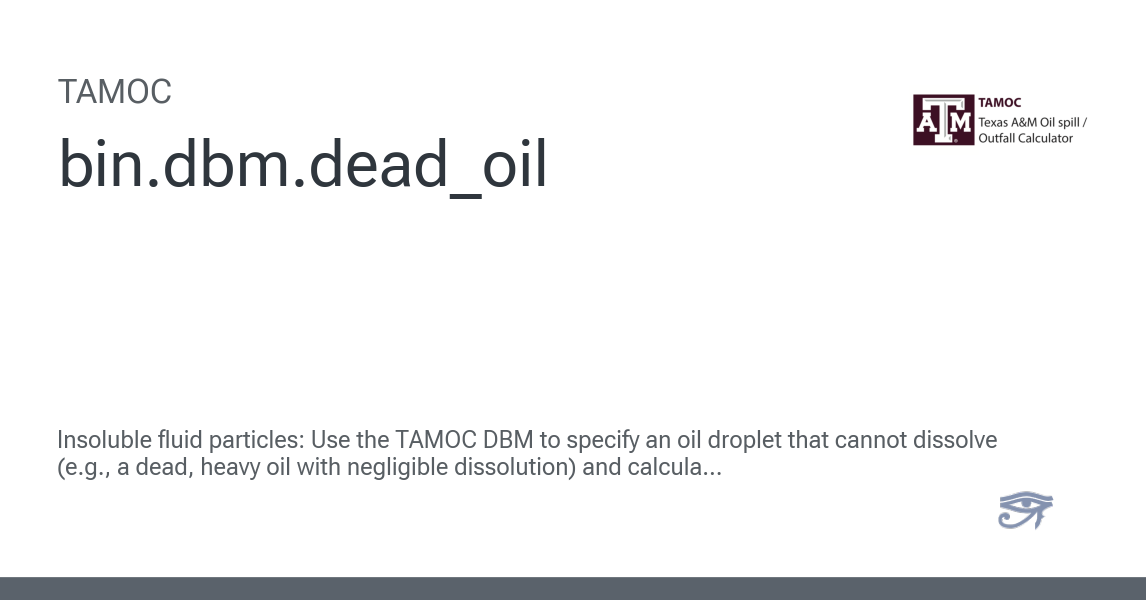 TAMOC
bin.dbm.dead_oil
ATM
TAMOC
Texas A&M Oil spill /
Outfall Calculator
Insoluble fluid particles: Use the TAMOC DBM to specify an oil droplet that cannot dissolve
(e.g., a dead, heavy oil with negligible dissolution) and calcula...